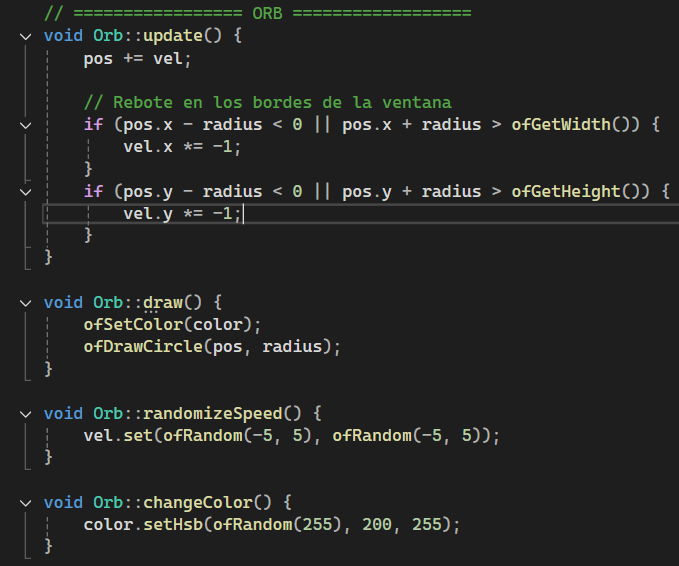 // ================= ORB ==================
void Orb::update() {
    pos += vel;

    // Rebote en los bordes de la ventana
    if (pos.x - radius < 0 || pos.x + radius > ofGetWidth()) {
        vel.x *= -1;
    }
    if (pos.y - radius < 0 || pos.y + radius > ofGetHeight()) {
        vel.y *= -1;
    }
}

void Orb::draw() {
    ofSetColor(color);
    ofDrawCircle(pos, radius);
}

void Orb::randomizeSpeed() {
    vel.set(ofRandom(-5, 5), ofRandom(-5, 5));
}

void Orb::changeColor() {
    color.setHsb(ofRandom(255), 200, 255);
}